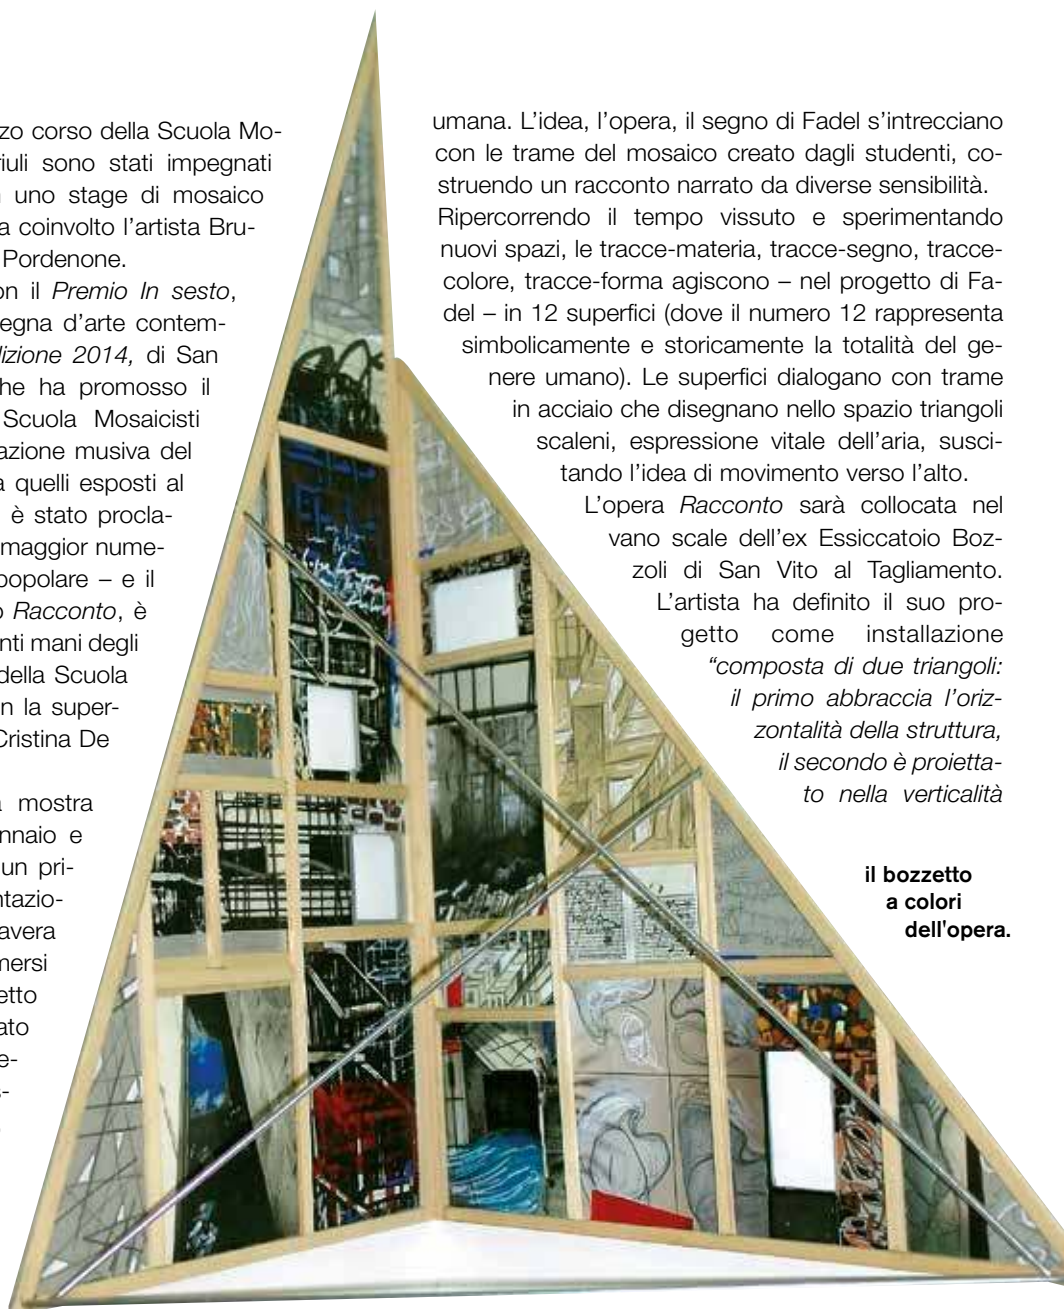 zo corso della Scuola Mo-
riuli sono stati impegnati
uno stage di mosaico
a coinvolto l'artista Bru-
Pordenone.
on il Premio In sesto,
segna d'arte contem-
dizione 2014, di San
he ha promosso il
Scuola Mosaicisti
azione musiva del
a quelli esposti al
è stato procla-
maggior nume-
popolare – e il
o Racconto, è
nti mani degli
della Scuola
n la super-
Cristina De
mostra
nnaio e
un pri-
ntazio-
avera
mersi
etto
ato
e-
s-
umana. L'idea, l'opera, il segno di Fadel s'intrecciano
con le trame del mosaico creato dagli studenti, co-
struendo un racconto narrato da diverse sensibilità.
Ripercorrendo il tempo vissuto e sperimentando
nuovi spazi, le tracce-materia, tracce-segno, tracce-
colore, tracce-forma agiscono – nel progetto di Fa-
del – in 12 superfici (dove il numero 12 rappresenta
simbolicamente e storicamente la totalità del ge-
nere umano). Le superfici dialogano con trame
in acciaio che disegnano nello spazio triangoli
scaleni, espressione vitale dell'aria, susci-
tando l'idea di movimento verso l'alto.
L'opera Racconto sarà collocata nel
vano scale dell'ex Essiccatoio Boz-
zoli di San Vito al Tagliamento.
L'artista ha definito il suo pro-
getto come installazione
"composta di due triangoli:
il primo abbraccia l'oriz-
zontalità della struttura,
il secondo è proietta-
to nella verticalità
il bozzetto
a colori
dell'opera.